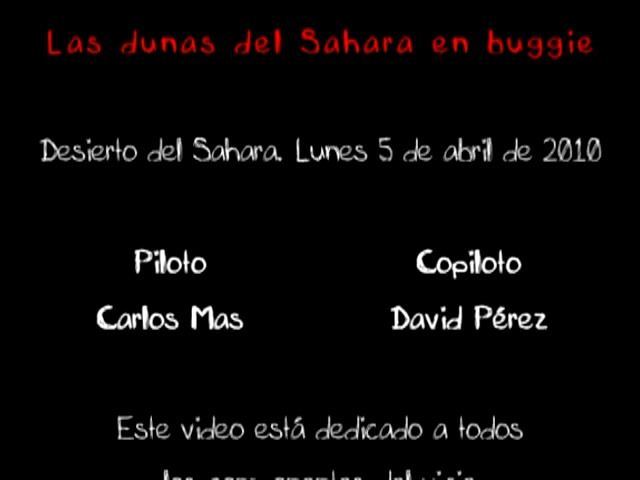 Las dunas del Sahara en buggie
Desierto del Sahara. Lunes 5 de abril de 2010
Piloto
Copiloto
Carlos Mas
David Pérez
Este video está dedicado a todos